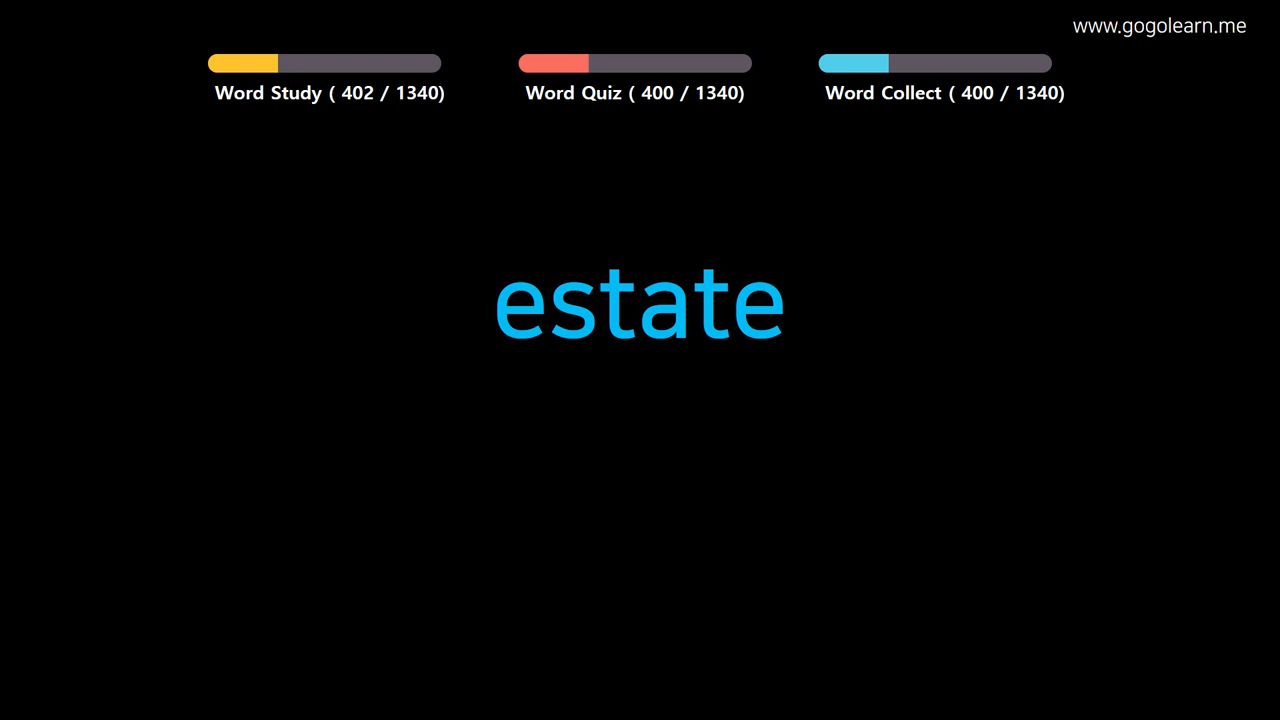 www.gogolearn.me
Word Study ( 402 / 1340)
Word Quiz ( 400 / 1340)
Word Collect ( 400 / 1340)
estate